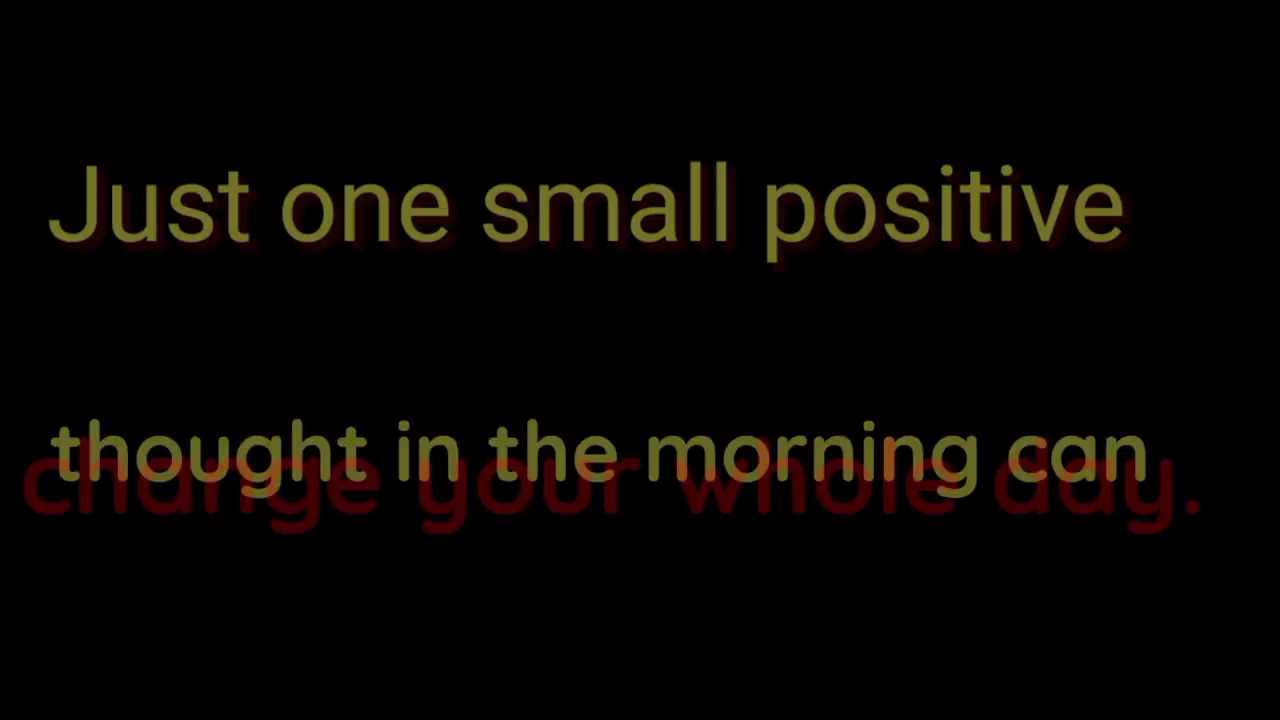 Just one small positive
thought in the morning can
change your whole day.